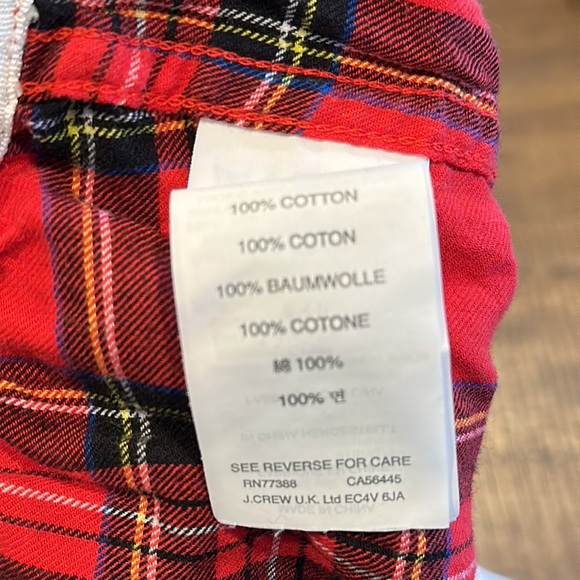 100% COTTON
100% COTON
100% BAUMWOLLE
100% COTONE
綿 100%
100% 면
SEE REVERSE FOR CARE
RN77388 CA56445
J.CREW U.K. Ltd EC4V 6JA